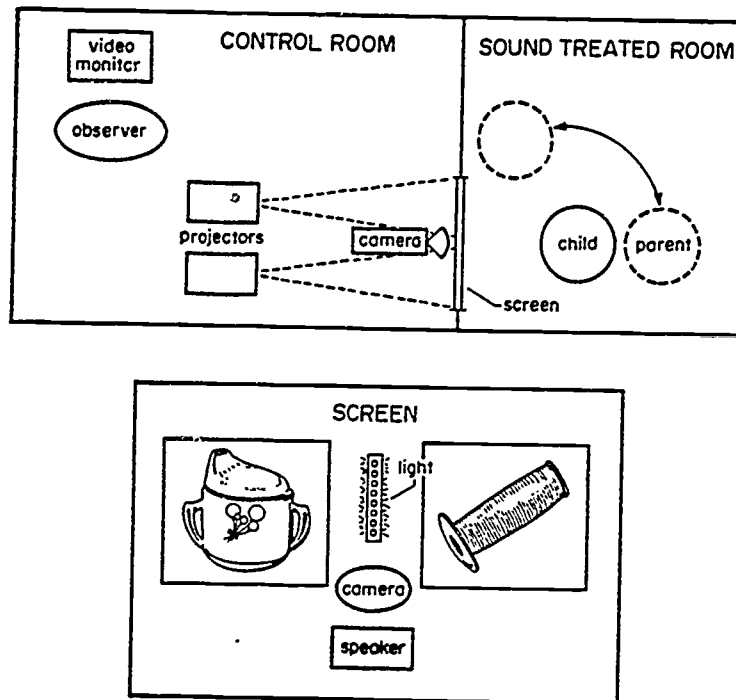 CONTROL ROOM
SOUND TREATED ROOM
video
monitor
observer
projectors
camera
child
parent
screen
SCREEN
light
camera
speaker